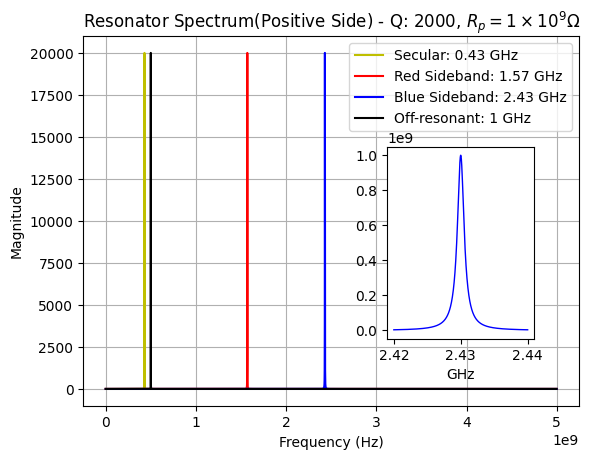 Resonator Spectrum(Positive Side) - Q: 2000, $R_p = 1 \times 10^9 \Omega$
Magnitude
20000
17500
15000
12500
10000
7500
5000
2500
0
Secular: 0.43 GHz
Red Sideband: 1.57 GHz
Blue Sideband: 2.43 GHz
Off-resonant: 1 GHz
1e9
1.0
0.8
0.6
0.4
0.2
0.0
2.42 2.43 2.44
GHz
0 1 2 3 4 5
1e9
Frequency (Hz)